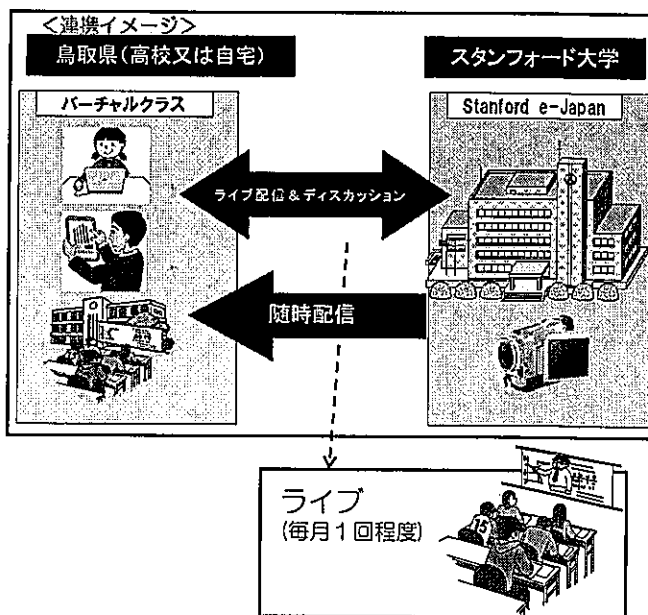 ＜連携イメージ＞
鳥取県(高校又は自宅)
スタンフォード大学
バーチャルクラス
Stanford e-Japan
ライブ配信＆ディスカッション
随時配信
ライブ
(毎月１回程度)
15